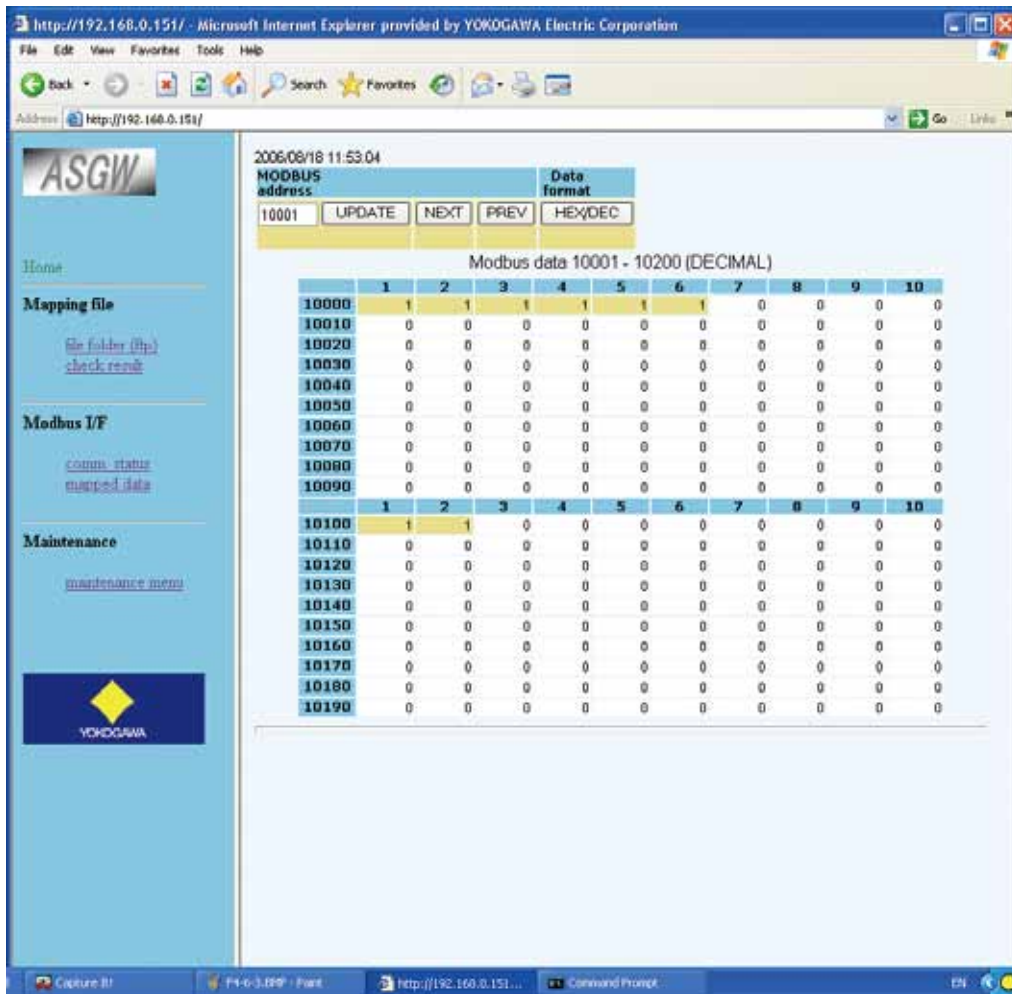 http://192.168.0.151/ - Microsoft Internet Explorer provided by YOKOGAWA Electric Corporation
File Edit View Favorites Tools Help
Back Search Favorites
Address http://192.168.0.151/ Go Links
ASGW
Home
Mapping file
file folder (ftp)
check result
Modbus I/F
comm. status
mapped data
Maintenance
maintenance menu
YOKOGAWA
2006/08/18 11:53:04
MODBUS address Data format
10001 UPDATE NEXT PREV HEX/DEC
Modbus data 10001 - 10200 (DECIMAL)
1 2 3 4 5 6 7 8 9 10
10000 1 1 1 1 1 1 0 0 0 0
10010 0 0 0 0 0 0 0 0 0 0
10020 0 0 0 0 0 0 0 0 0 0
10030 0 0 0 0 0 0 0 0 0 0
10040 0 0 0 0 0 0 0 0 0 0
10050 0 0 0 0 0 0 0 0 0 0
10060 0 0 0 0 0 0 0 0 0 0
10070 0 0 0 0 0 0 0 0 0 0
10080 0 0 0 0 0 0 0 0 0 0
10090 0 0 0 0 0 0 0 0 0 0
1 2 3 4 5 6 7 8 9 10
10100 1 1 0 0 0 0 0 0 0 0
10110 0 0 0 0 0 0 0 0 0 0
10120 0 0 0 0 0 0 0 0 0 0
10130 0 0 0 0 0 0 0 0 0 0
10140 0 0 0 0 0 0 0 0 0 0
10150 0 0 0 0 0 0 0 0 0 0
10160 0 0 0 0 0 0 0 0 0 0
10170 0 0 0 0 0 0 0 0 0 0
10180 0 0 0 0 0 0 0 0 0 0
10190 0 0 0 0 0 0 0 0 0 0
Capture It! F4-6-3.BMP - Paint http://192.168.0.151... Command Prompt EN